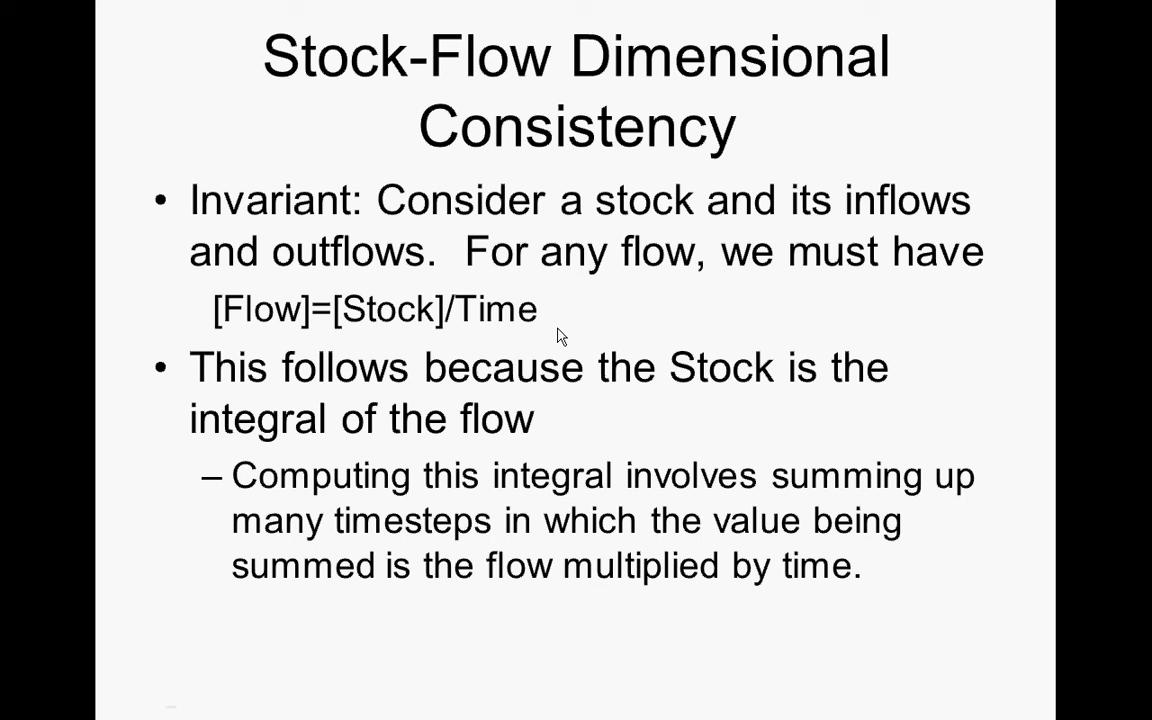 Stock-Flow Dimensional
Consistency
• Invariant: Consider a stock and its inflows
and outflows. For any flow, we must have
[Flow]=[Stock]/Time
• This follows because the Stock is the
integral of the flow
– Computing this integral involves summing up
many timesteps in which the value being
summed is the flow multiplied by time.